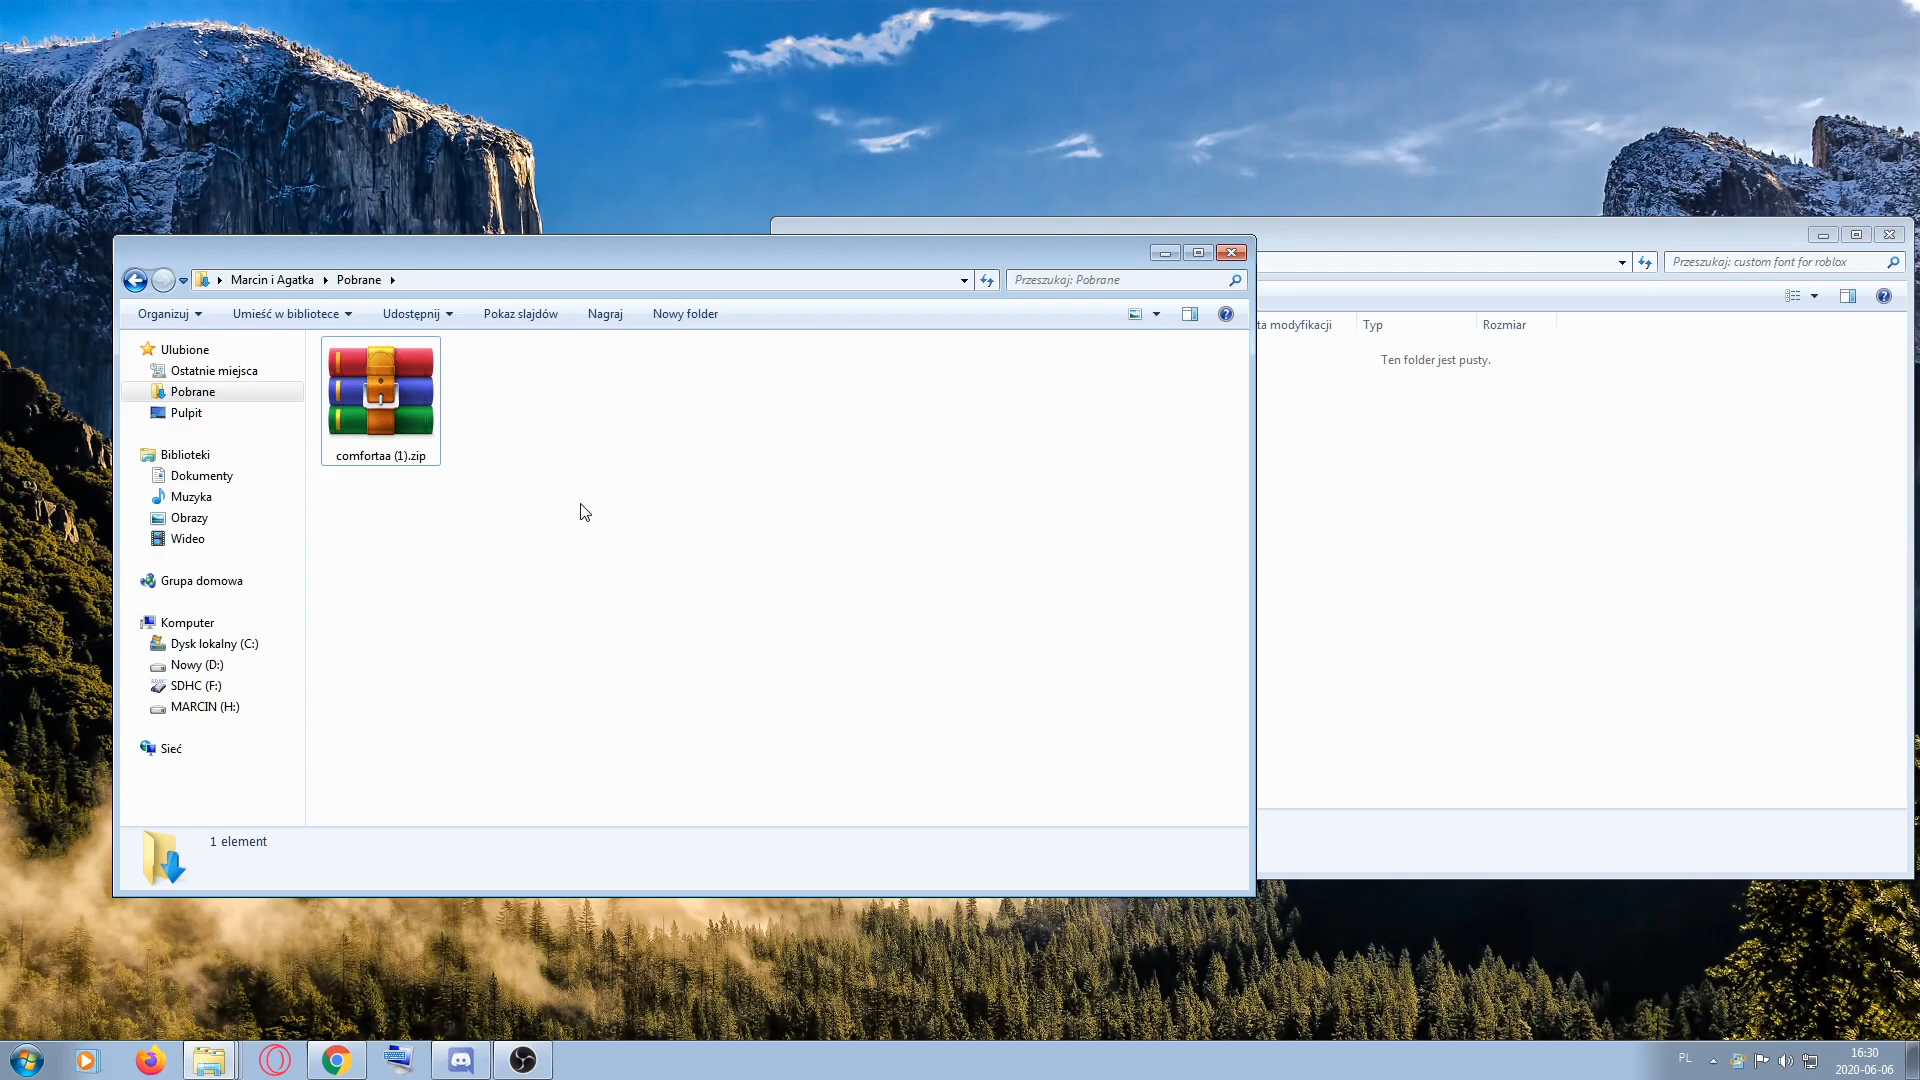 Marcin i Agatka
Pobrane
Przeszukaj: Pobrane
Organizuj
Umieść w bibliotece
Udostępnij
Pokaz slajdów
Nagraj
Nowy folder
Ulubione
Ostatnie miejsca
Pobrane
Pulpit
Biblioteki
Dokumenty
Muzyka
Obrazy
Wideo
Grupa domowa
Komputer
Dysk lokalny (C:)
Nowy (D:)
SDHC (F:)
MARCIN (H:)
Sieć
comfortaa (1).zip
1 element
Przeszukaj: custom font for roblox
ta modyfikacji
Typ
Rozmiar
Ten folder jest pusty.
PL
16:30
2020-06-06